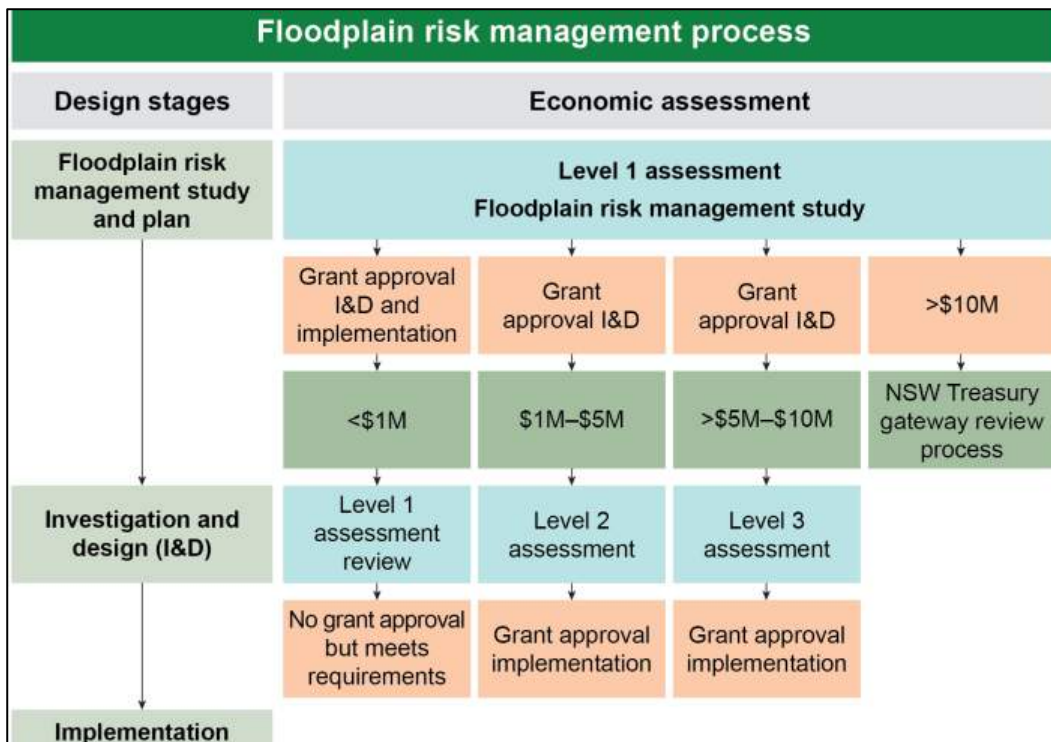 Floodplain risk management process
Design stages
Economic assessment
Floodplain risk
management study
and plan
Level 1 assessment
Floodplain risk management study
Grant approval
I&D and
implementation
Grant
approval I&D
Grant
approval I&D
>$10M
<$1M
$1M–$5M
>$5M–$10M
NSW Treasury
gateway review
process
Investigation and
design (I&D)
Level 1
assessment
review
Level 2
assessment
Level 3
assessment
No grant approval
but meets
requirements
Grant approval
implementation
Grant approval
implementation
Implementation